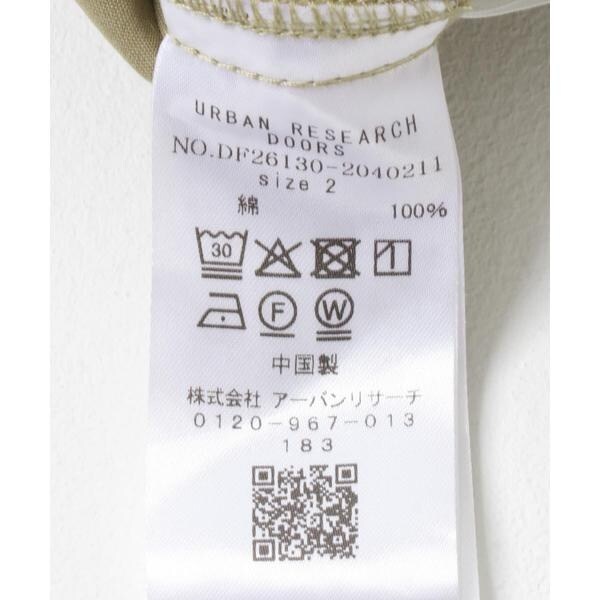 URBAN RESEARCH
DOORS
NO.DF26130-2040211
size 2
綿 100%
30
F W
中国製
株式会社 アーバンリサーチ
0120-967-013
183